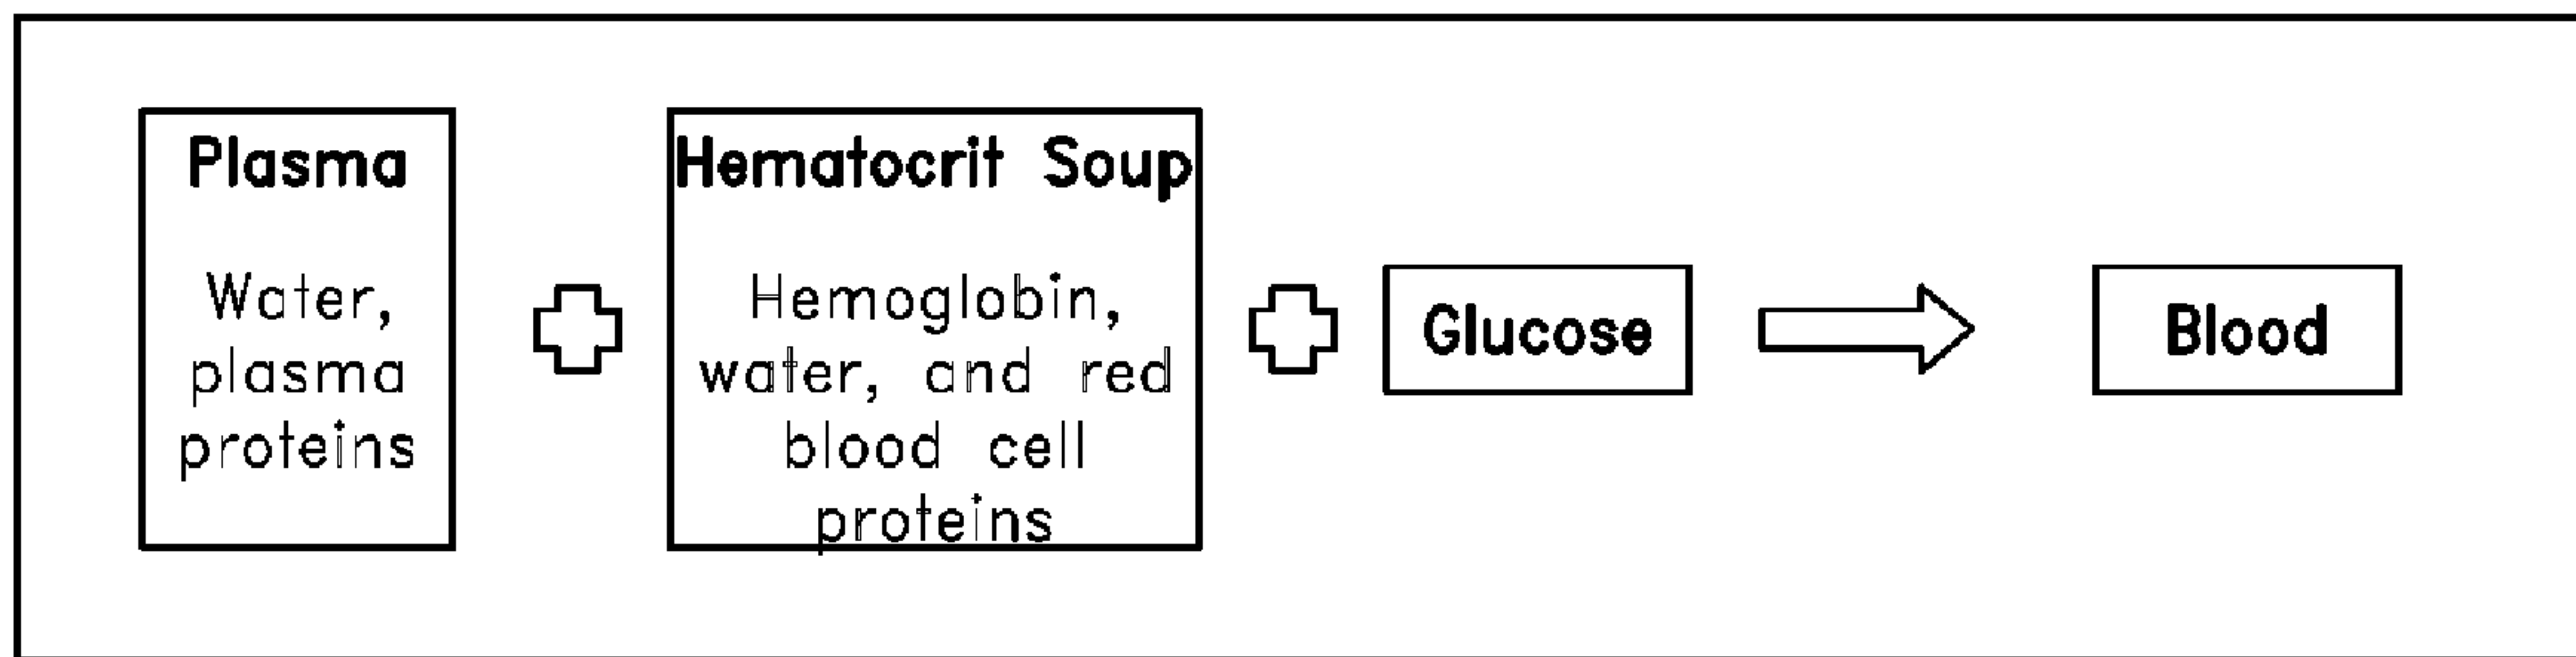 Plasma
Water,
plasma
proteins
Hematocrit Soup
Hemoglobin,
water, and red
blood cell
proteins
Glucose
Blood